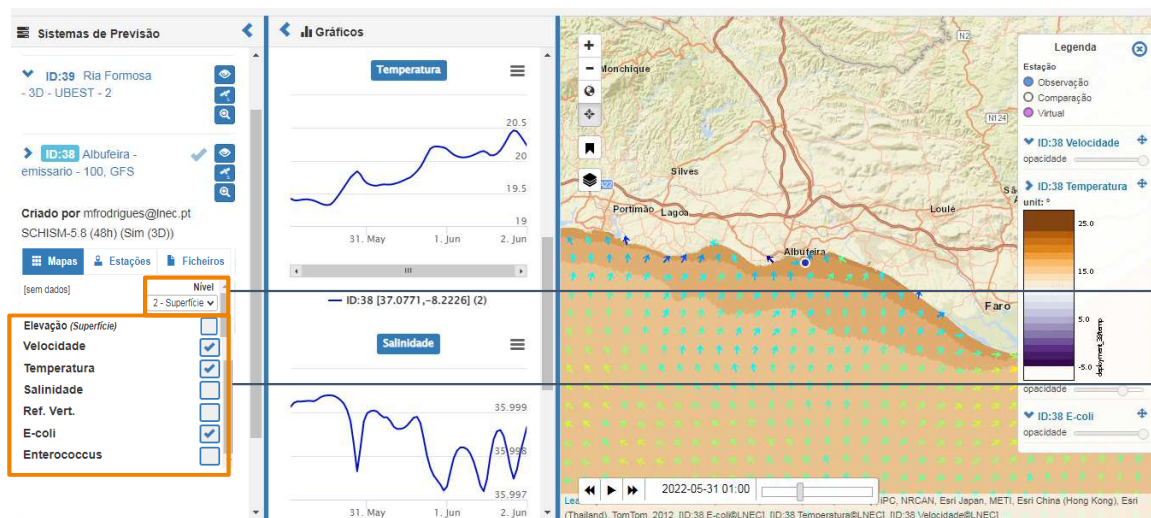 Sistemas de Previsão
ID:39 Ria Formosa
- 3D - UBEST - 2
ID:38 Albufeira -
emissario - 100, GFS
Criado por mfrodrigues@lnec.pt
SCHISM-5.8 (48h) (Sim (3D))
Mapas
Estações
Ficheiros
[sem dados]
Nível
2 - Superfície
Elevação (Superfície)
Velocidade
Temperatura
Salinidade
Ref. Vert.
E-coli
Enterococcus
Gráficos
Temperatura
20.5
20
19.5
19
31. May 1. Jun 2. Jun
ID:38 [37.0771,-8.2226] (2)
Salinidade
35.999
35.998
35.997
31. May 1. Jun 2. Jun
Monchique
N2
N124
Silves
N22
Portimão
Lagoa
Loulé
Albufeira
Faro
Legenda
Estação
Observação
Comparação
Virtual
ID:38 Velocidade
opacidade
ID:38 Temperatura
unit: °
25.0
15.0
5.0
-5.0
opacidade
ID:38 E-coli
opacidade
2022-05-31 01:00
iPC, NRCAN, Esri Japan, METI, Esri China (Hong Kong), Esri
(Thailand), TomTom, 2012, [ID:38 E-coli©LNEC], [ID:38 Temperatura©LNEC], [ID:38 Velocidade©LNEC]